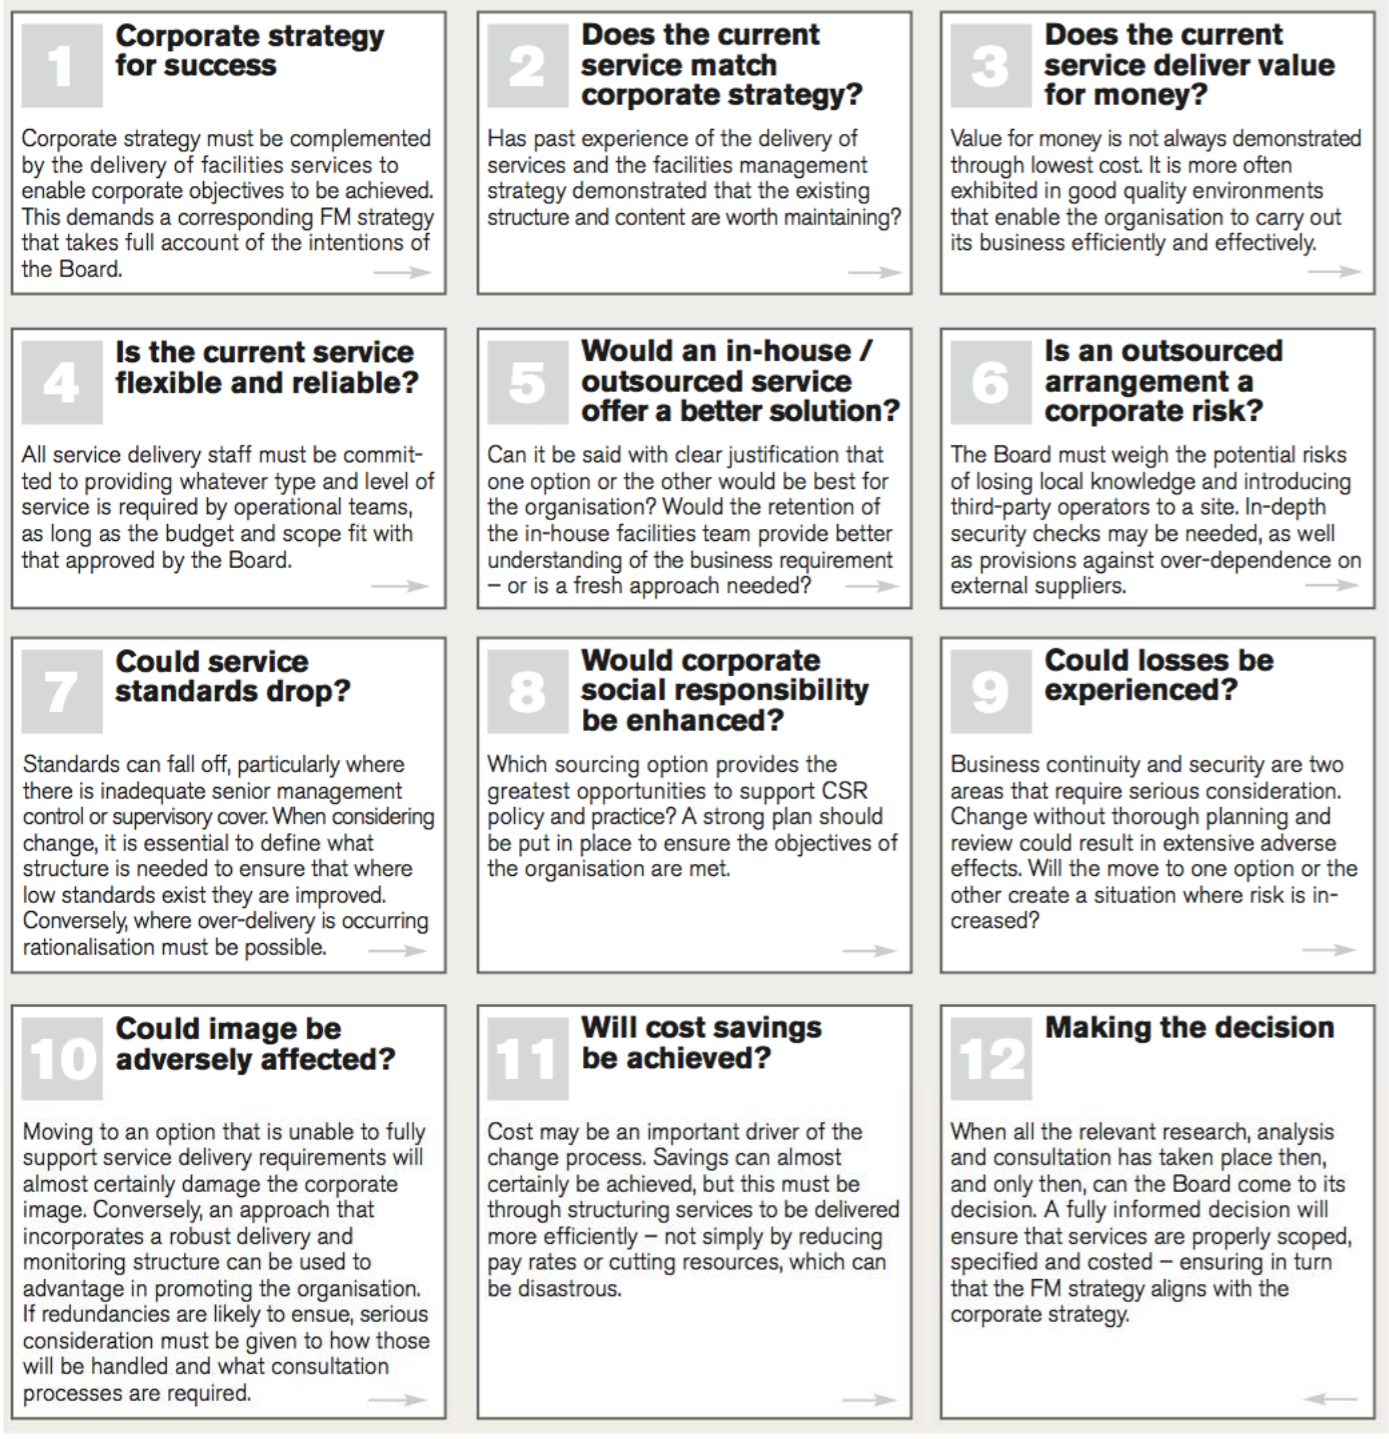 1
Corporate strategy
for success
Corporate strategy must be complemented
by the delivery of facilities services to
enable corporate objectives to be achieved.
This demands a corresponding FM strategy
that takes full account of the intentions of
the Board.
2
Does the current
service match
corporate strategy?
Has past experience of the delivery of
services and the facilities management
strategy demonstrated that the existing
structure and content are worth maintaining?
3
Does the current
service deliver value
for money?
Value for money is not always demonstrated
through lowest cost. It is more often
exhibited in good quality environments
that enable the organisation to carry out
its business efficiently and effectively.
4
Is the current service
flexible and reliable?
All service delivery staff must be commit-
ted to providing whatever type and level of
service is required by operational teams,
as long as the budget and scope fit with
that approved by the Board.
5
Would an in-house /
outsourced service
offer a better solution?
Can it be said with clear justification that
one option or the other would be best for
the organisation? Would the retention of
the in-house facilities team provide better
understanding of the business requirement
– or is a fresh approach needed?
6
Is an outsourced
arrangement a
corporate risk?
The Board must weigh the potential risks
of losing local knowledge and introducing
third-party operators to a site. In-depth
security checks may be needed, as well
as provisions against over-dependence on
external suppliers.
7
Could service
standards drop?
Standards can fall off, particularly where
there is inadequate senior management
control or supervisory cover. When considering
change, it is essential to define what
structure is needed to ensure that where
low standards exist they are improved.
Conversely, where over-delivery is occurring
rationalisation must be possible.
8
Would corporate
social responsibility
be enhanced?
Which sourcing option provides the
greatest opportunities to support CSR
policy and practice? A strong plan should
be put in place to ensure the objectives of
the organisation are met.
9
Could losses be
experienced?
Business continuity and security are two
areas that require serious consideration.
Change without thorough planning and
review could result in extensive adverse
effects. Will the move to one option or the
other create a situation where risk is in-
creased?
10
Could image be
adversely affected?
Moving to an option that is unable to fully
support service delivery requirements will
almost certainly damage the corporate
image. Conversely, an approach that
incorporates a robust delivery and
monitoring structure can be used to
advantage in promoting the organisation.
If redundancies are likely to ensue, serious
consideration must be given to how those
will be handled and what consultation
processes are required.
11
Will cost savings
be achieved?
Cost may be an important driver of the
change process. Savings can almost
certainly be achieved, but this must be
through structuring services to be delivered
more efficiently – not simply by reducing
pay rates or cutting resources, which can
be disastrous.
12
Making the decision
When all the relevant research, analysis
and consultation has taken place then,
and only then, can the Board come to its
decision. A fully informed decision will
ensure that services are properly scoped,
specified and costed – ensuring in turn
that the FM strategy aligns with the
corporate strategy.